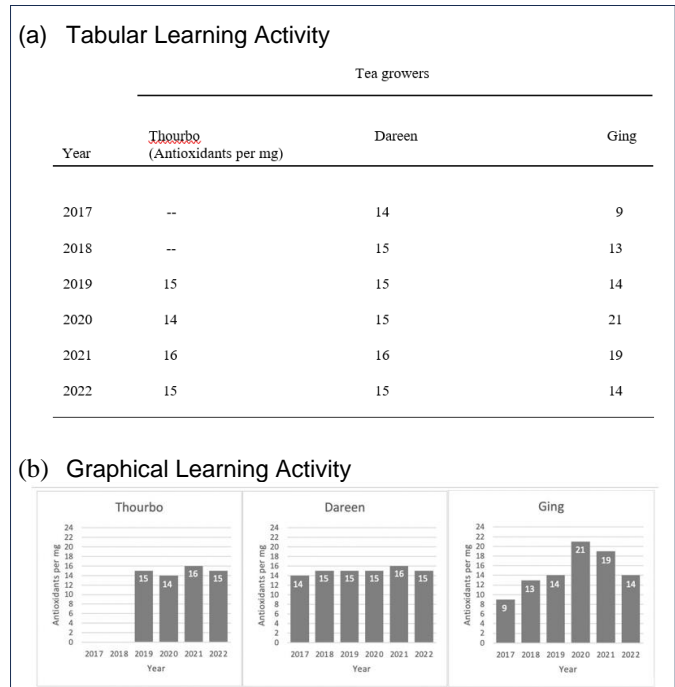 (a) Tabular Learning Activity
Tea growers
Year Thourbo (Antioxidants per mg) Dareen Ging
2017 -- 14 9
2018 -- 15 13
2019 15 15 14
2020 14 15 21
2021 16 16 19
2022 15 15 14
(b) Graphical Learning Activity
Thourbo
Antioxidants per mg
24
22
20
18
16
14
12
10
8
6
4
2
0
15 14 16 15
2017 2018 2019 2020 2021 2022
Year
Dareen
Antioxidants per mg
24
22
20
18
16
14
12
10
8
6
4
2
0
14 15 15 15 16 15
2017 2018 2019 2020 2021 2022
Year
Ging
Antioxidants per mg
24
22
20
18
16
14
12
10
8
6
4
2
0
9 13 14 21 19 14
2017 2018 2019 2020 2021 2022
Year